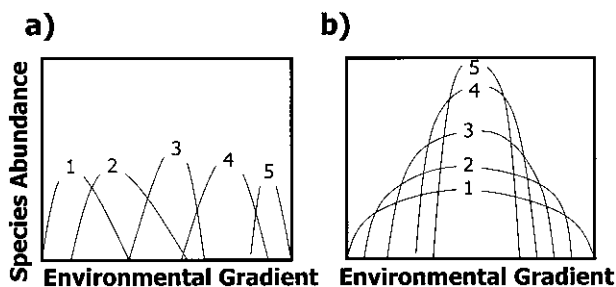 a)
Species Abundance
1 2 3 4 5
Environmental Gradient
b)
5
4
3
2
1
Environmental Gradient